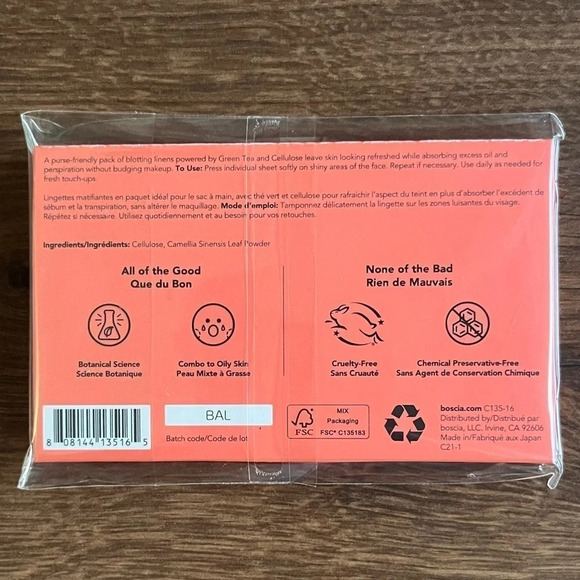 A purse-friendly pack of blotting linens powered by Green Tea and Cellulose leave skin looking refreshed while absorbing excess oil and
perspiration without budging makeup. To Use: Press individual sheet softly on shiny areas of the face. Repeat if necessary. Use daily as needed for
fresh touch-ups.
Lingettes matifiantes en paquet idéal pour le sac à main, avec thé vert et cellulose pour rafraichir l'aspect du teint en plus d'absorber l'excédent de
sébum et la transpiration, sans altérer le maquillage. Mode d'emploi: Tamponnez délicatement la lingette sur les zones luisantes du visage.
Répétez si nécessaire. Utilisez quotidiennement et au besoin pour vos retouches.
Ingredients/Ingrédients: Cellulose, Camellia Sinensis Leaf Powder
All of the Good
Que du Bon
None of the Bad
Rien de Mauvais
Botanical Science
Science Botanique
Combo to Oily Skin
Peau Mixte à Grasse
Cruelty-Free
Sans Cruauté
Chemical Preservative-Free
Sans Agent de Conservation Chimique
8 08144 13516 5
BAL
Batch code/Code de lot
FSC
MIX
Packaging
FSC® C135183
boscia.com C135-16
Distributed by/Distribué par
boscia, LLC. Irvine, CA 92606
Made in/Fabriqué aux Japan
C21-1